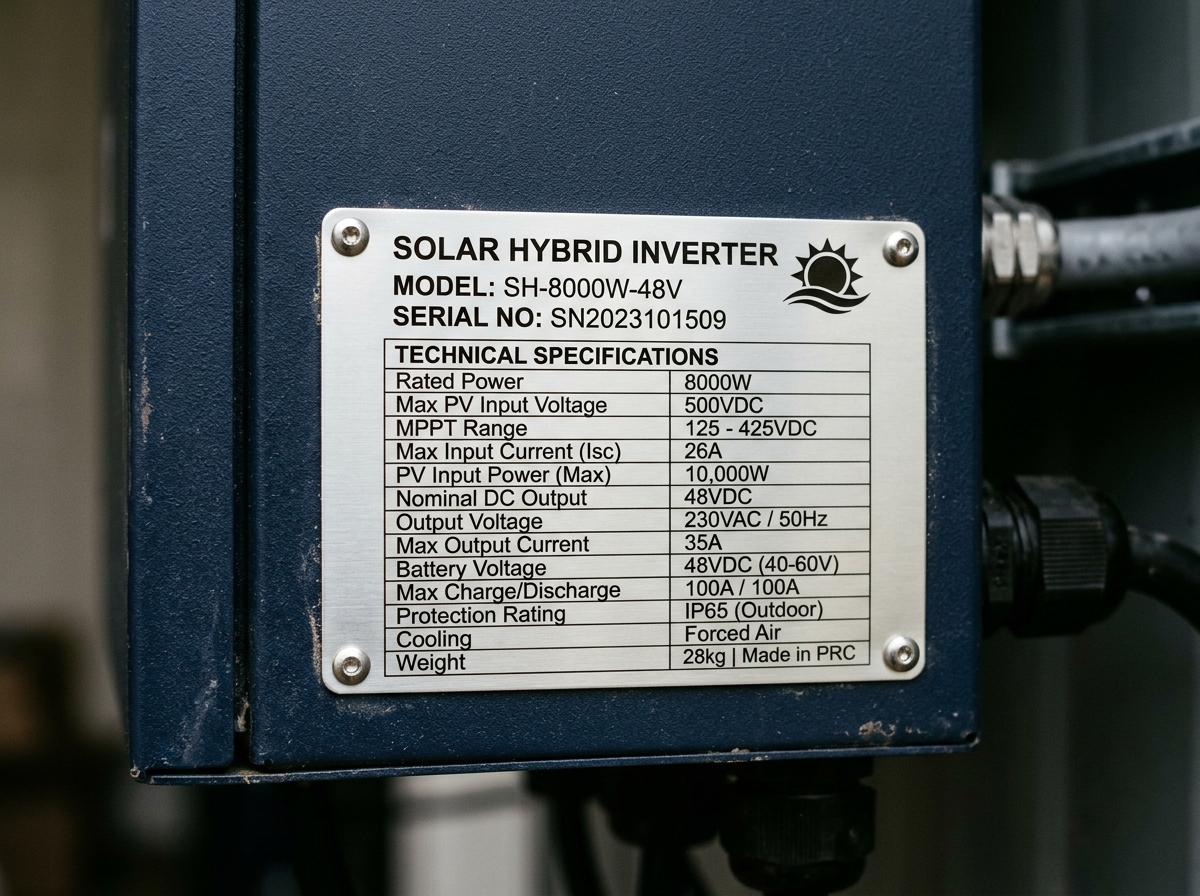 SOLAR HYBRID INVERTER
MODEL: SH-8000W-48V
SERIAL NO: SN2023101509
TECHNICAL SPECIFICATIONS
Rated Power 8000W
Max PV Input Voltage 500VDC
MPPT Range 125 - 425VDC
Max Input Current (Isc) 26A
PV Input Power (Max) 10,000W
Nominal DC Output 48VDC
Output Voltage 230VAC / 50Hz
Max Output Current 35A
Battery Voltage 48VDC (40-60V)
Max Charge/Discharge 100A / 100A
Protection Rating IP65 (Outdoor)
Cooling Forced Air
Weight 28kg | Made in PRC